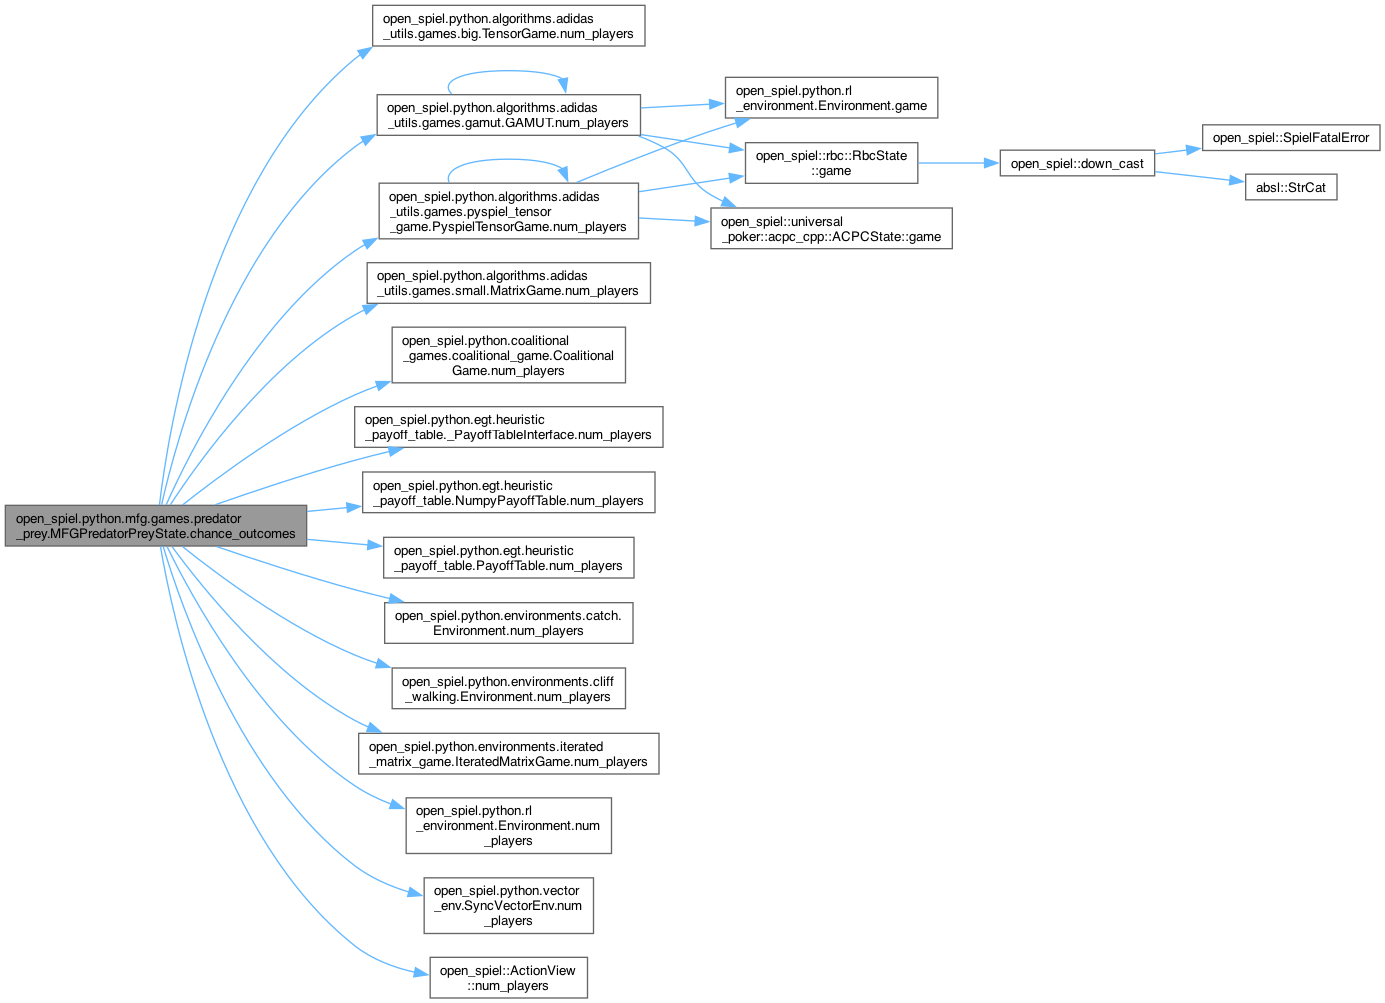 open_spiel.python.algorithms.adidas
_utils.games.big.TensorGame.num_players
open_spiel.python.algorithms.adidas
_utils.games.gamut.GAMUT.num_players
open_spiel.python.algorithms.adidas
_utils.games.pyspiel_tensor
_game.PyspielTensorGame.num_players
open_spiel.python.algorithms.adidas
_utils.games.small.MatrixGame.num_players
open_spiel.python.coalitional
_games.coalitional_game.Coalitional
Game.num_players
open_spiel.python.egt.heuristic
_payoff_table._PayoffTableInterface.num_players
open_spiel.python.egt.heuristic
_payoff_table.NumpyPayoffTable.num_players
open_spiel.python.mfg.games.predator
_prey.MFGPredatorPreyState.chance_outcomes
open_spiel.python.egt.heuristic
_payoff_table.PayoffTable.num_players
open_spiel.python.environments.catch.
Environment.num_players
open_spiel.python.environments.cliff
_walking.Environment.num_players
open_spiel.python.environments.iterated
_matrix_game.IteratedMatrixGame.num_players
open_spiel.python.rl
_environment.Environment.num
_players
open_spiel.python.vector
_env.SyncVectorEnv.num
_players
open_spiel::ActionView
::num_players
open_spiel.python.rl
_environment.Environment.game
open_spiel::rbc::RbcState
::game
open_spiel::universal
_poker::acpc_cpp::ACPCState::game
open_spiel::down_cast
open_spiel::SpielFatalError
absl::StrCat